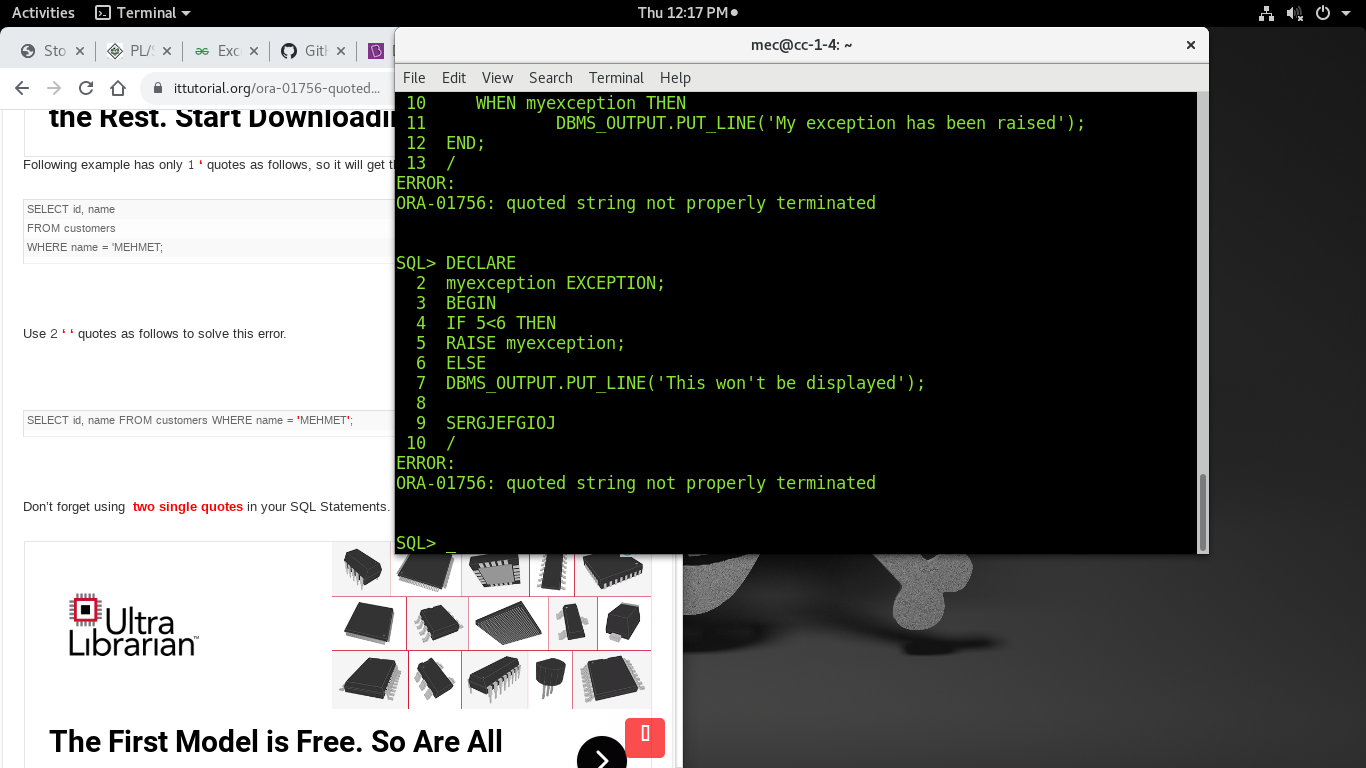 Activities
Terminal
Thu 12:17 PM
Sto
PL/
Exc
Git
ittutorial.org/ora-01756-quoted...
the Rest. Start Downloadi
Following example has only 1 ‘ quotes as follows, so it will get t
SELECT id, name
FROM customers
WHERE name = 'MEHMET;
Use 2 ‘ ‘ quotes as follows to solve this error.
SELECT id, name FROM customers WHERE name = 'MEHMET';
Don't forget using two single quotes in your SQL Statements.
Ultra
Librarian™
The First Model is Free. So Are All
mec@cc-1-4: ~
File Edit View Search Terminal Help
10 WHEN myexception THEN
11 DBMS_OUTPUT.PUT_LINE('My exception has been raised');
12 END;
13 /
ERROR:
ORA-01756: quoted string not properly terminated
SQL> DECLARE
2 myexception EXCEPTION;
3 BEGIN
4 IF 5<6 THEN
5 RAISE myexception;
6 ELSE
7 DBMS_OUTPUT.PUT_LINE('This won't be displayed');
8
9 SERGJEFGIOJ
10 /
ERROR:
ORA-01756: quoted string not properly terminated
SQL> _